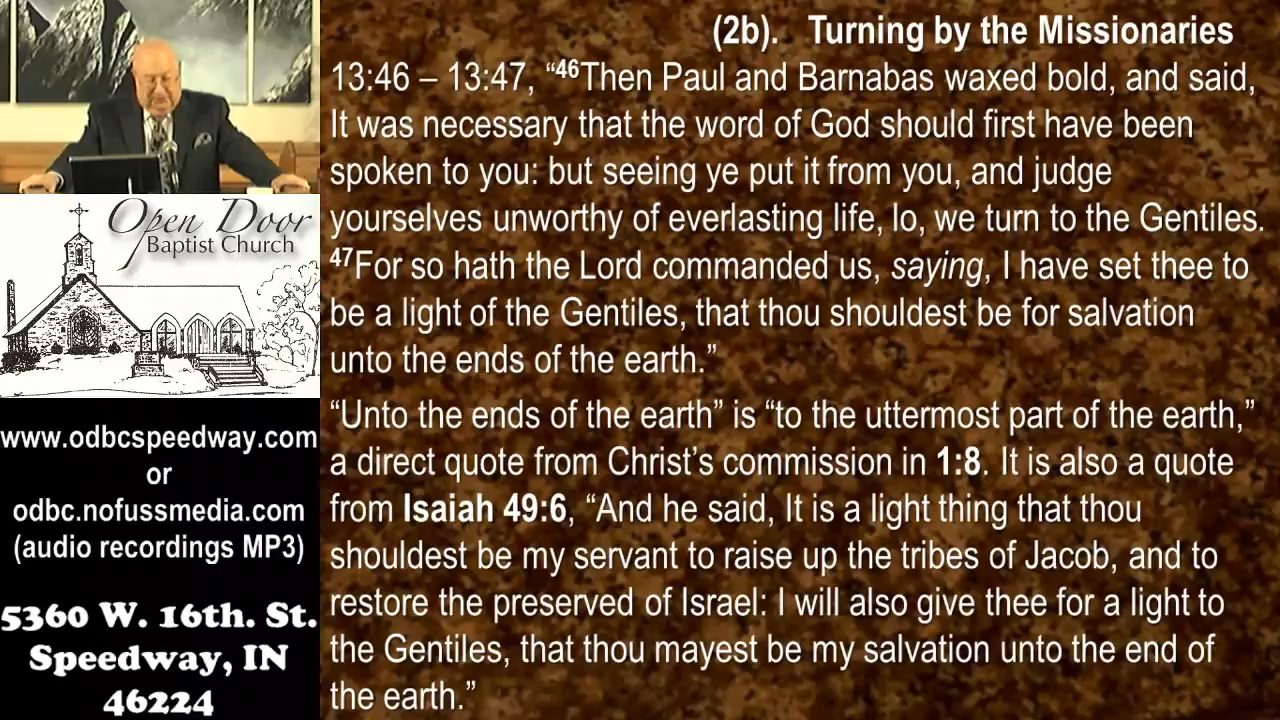 (2b). Turning by the Missionaries
13:46 – 13:47, “46Then Paul and Barnabas waxed bold, and said,
It was necessary that the word of God should first have been
spoken to you: but seeing ye put it from you, and judge
yourselves unworthy of everlasting life, lo, we turn to the Gentiles.
47For so hath the Lord commanded us, saying, I have set thee to
be a light of the Gentiles, that thou shouldest be for salvation
unto the ends of the earth.”
“Unto the ends of the earth” is “to the uttermost part of the earth,”
a direct quote from Christ’s commission in 1:8. It is also a quote
from Isaiah 49:6, “And he said, It is a light thing that thou
shouldest be my servant to raise up the tribes of Jacob, and to
restore the preserved of Israel: I will also give thee for a light to
the Gentiles, that thou mayest be my salvation unto the end of
the earth.”
Open Door
Baptist Church
www.odbcspeedway.com
or
odbc.nofussmedia.com
(audio recordings MP3)
5360 W. 16th. St.
Speedway, IN
46224